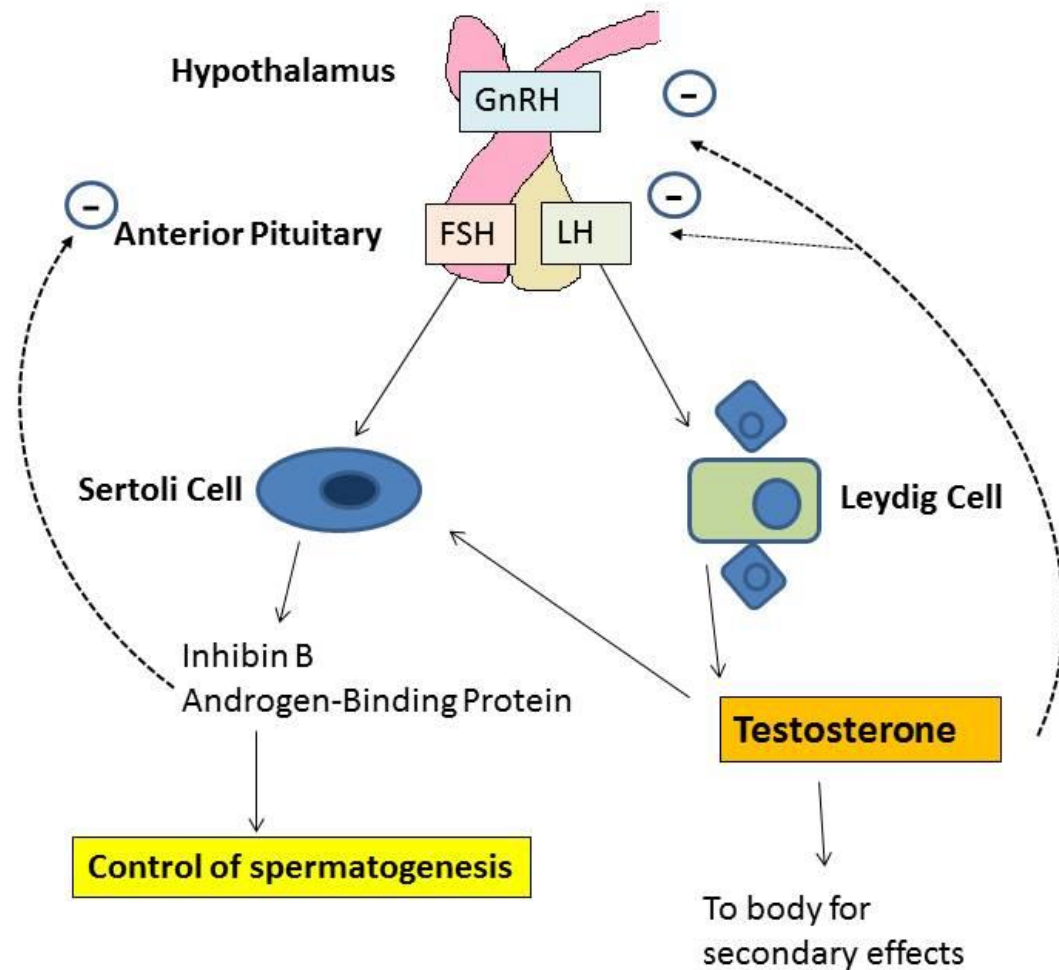 Hypothalamus
GnRH
-
-
-
Anterior Pituitary
FSH
LH
Sertoli Cell
Leydig Cell
Inhibin B
Androgen-Binding Protein
Testosterone
Control of spermatogenesis
To body for
secondary effects